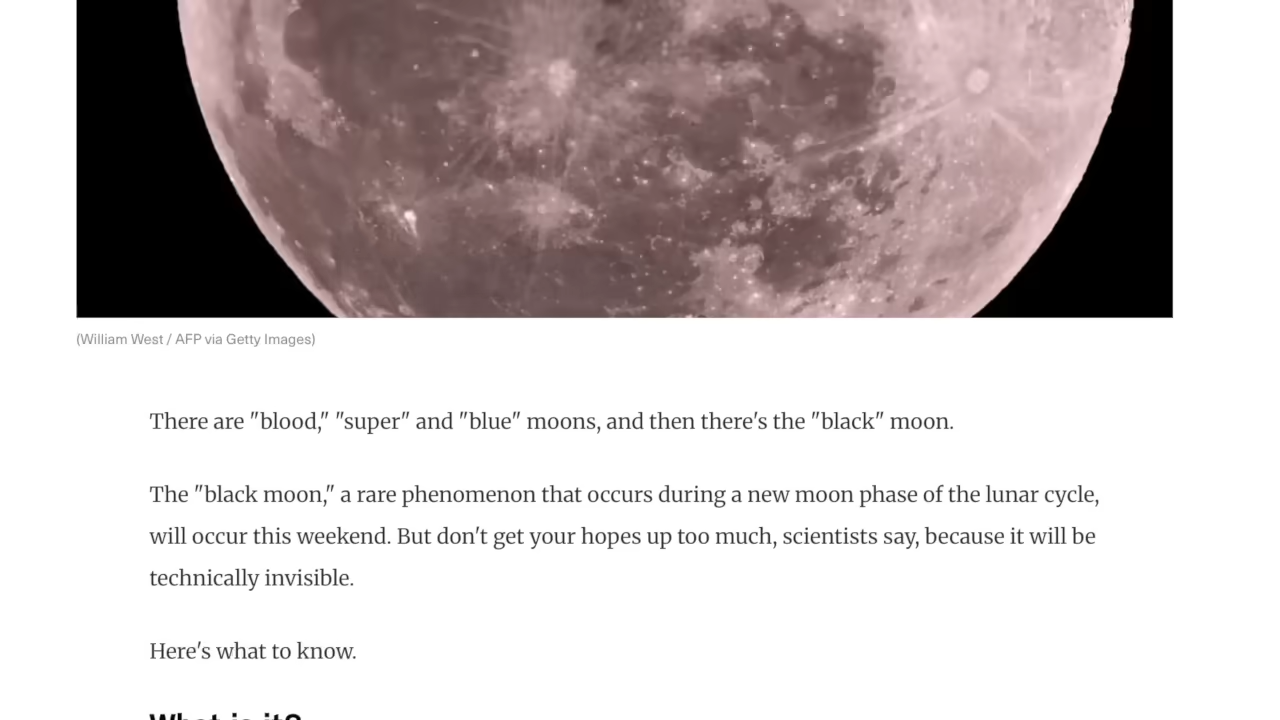 (William West / AFP via Getty Images)
There are "blood," "super" and "blue" moons, and then there's the "black" moon.
The "black moon," a rare phenomenon that occurs during a new moon phase of the lunar cycle,
will occur this weekend. But don't get your hopes up too much, scientists say, because it will be
technically invisible.
Here's what to know.
What is it?